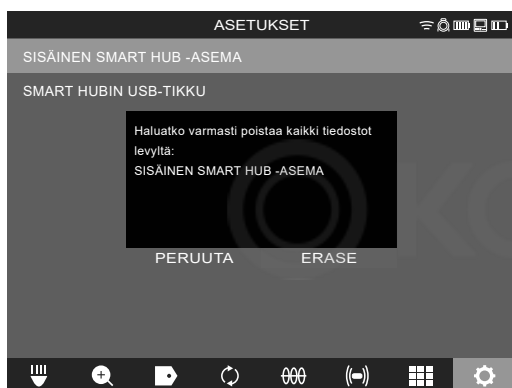 ASETUKSET
SISÄINEN SMART HUB -ASEMA
SMART HUBIN USB-TIKKU
Haluatko varmasti poistaa kaikki tiedostot
levyltä:
SISÄINEN SMART HUB -ASEMA
PERUUTA ERASE